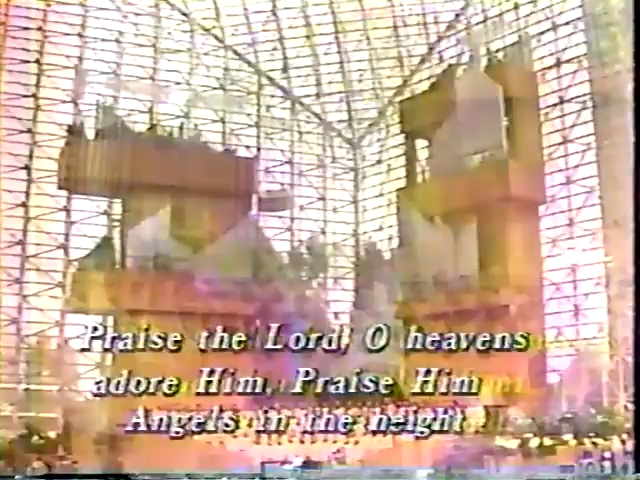 Praise the Lord, O heavens
adore Him, Praise Him
Angels in the height